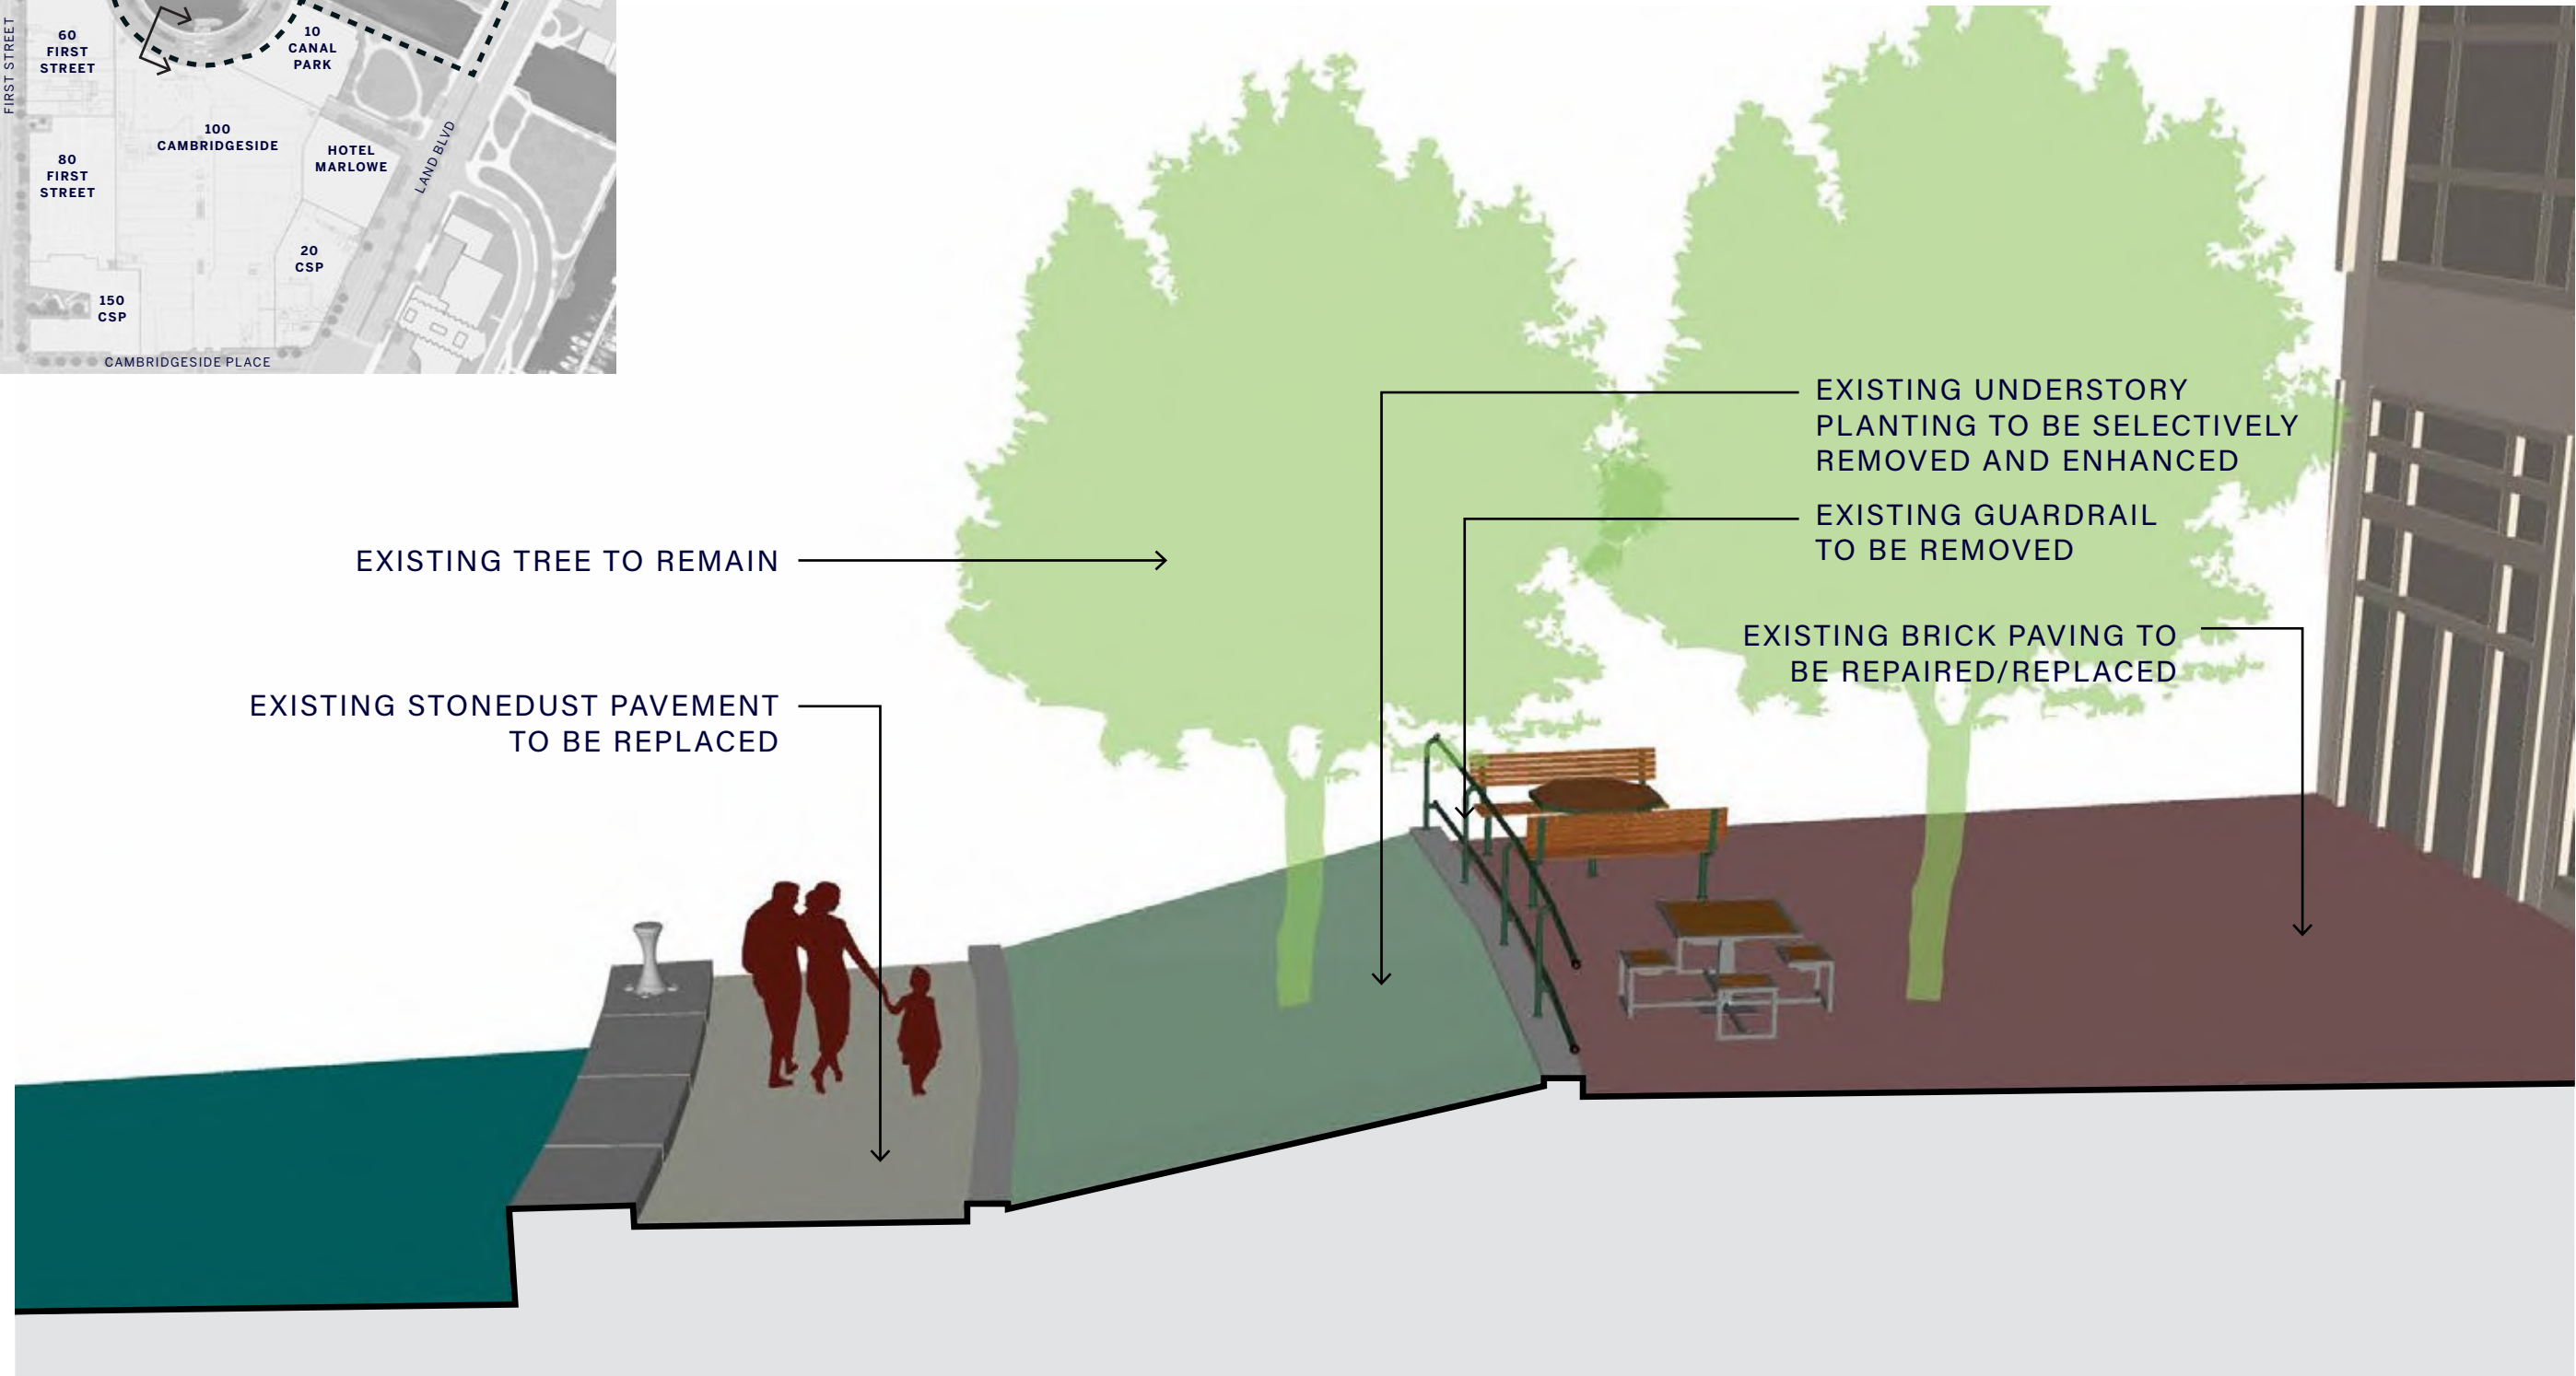 FIRST STREET
60
FIRST
STREET
10
CANAL
PARK
100
CAMBRIDGESIDE
80
FIRST
STREET
HOTEL
MARLOWE
LAND BLVD
20
CSP
150
CSP
CAMBRIDGESIDE PLACE
EXISTING UNDERSTORY
PLANTING TO BE SELECTIVELY
REMOVED AND ENHANCED
EXISTING GUARDRAIL
TO BE REMOVED
EXISTING TREE TO REMAIN
EXISTING BRICK PAVING TO
BE REPAIRED/REPLACED
EXISTING STONEDUST PAVEMENT
TO BE REPLACED